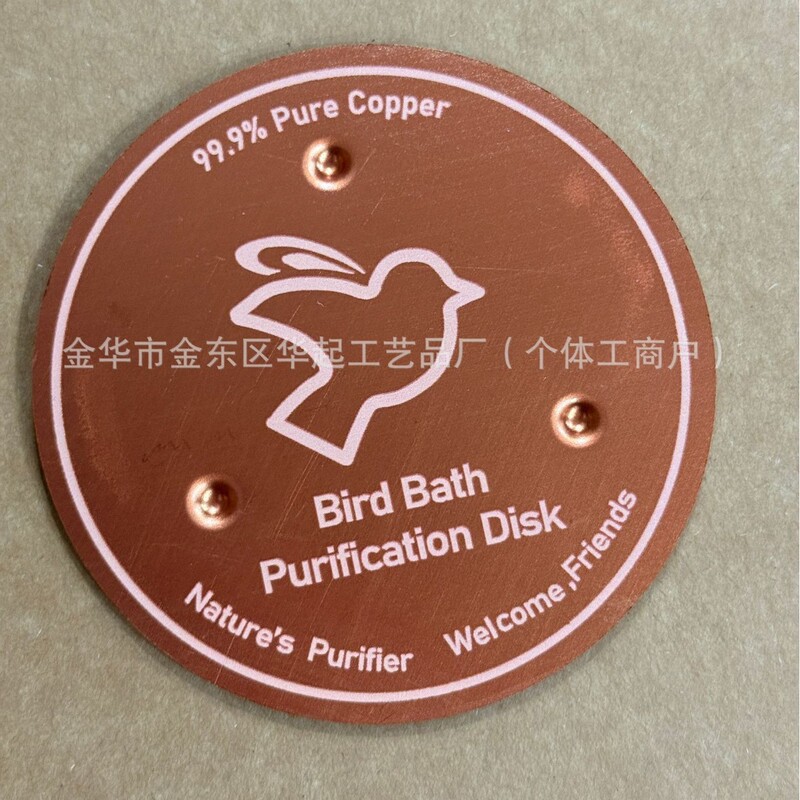 99.9% Pure Copper
金华市金东区华起工艺品厂（个体工商户）
Bird Bath
Purification Disk
Nature's Purifier
Welcome,Friends